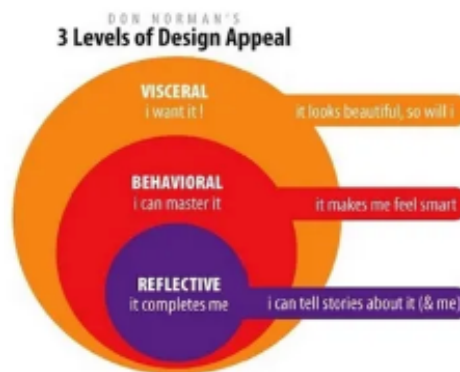 DON NORMAN'S
3 Levels of Design Appeal
VISCERAL
i want it !
it looks beautiful, so will i
BEHAVIORAL
i can master it
it makes me feel smart
REFLECTIVE
it completes me
i can tell stories about it (& me)